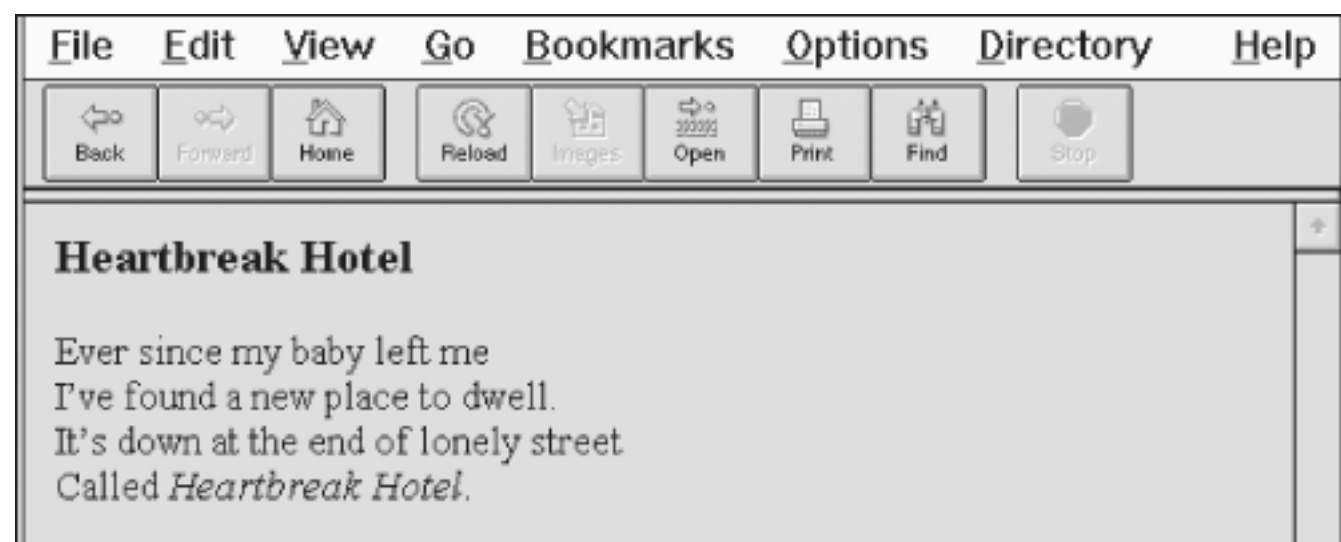 File Edit View Go Bookmarks Options Directory Help
Back Forward Home Reload Images Open Print Find Stop
Heartbreak Hotel
Ever since my baby left me
I've found a new place to dwell.
It's down at the end of lonely street
Called Heartbreak Hotel.